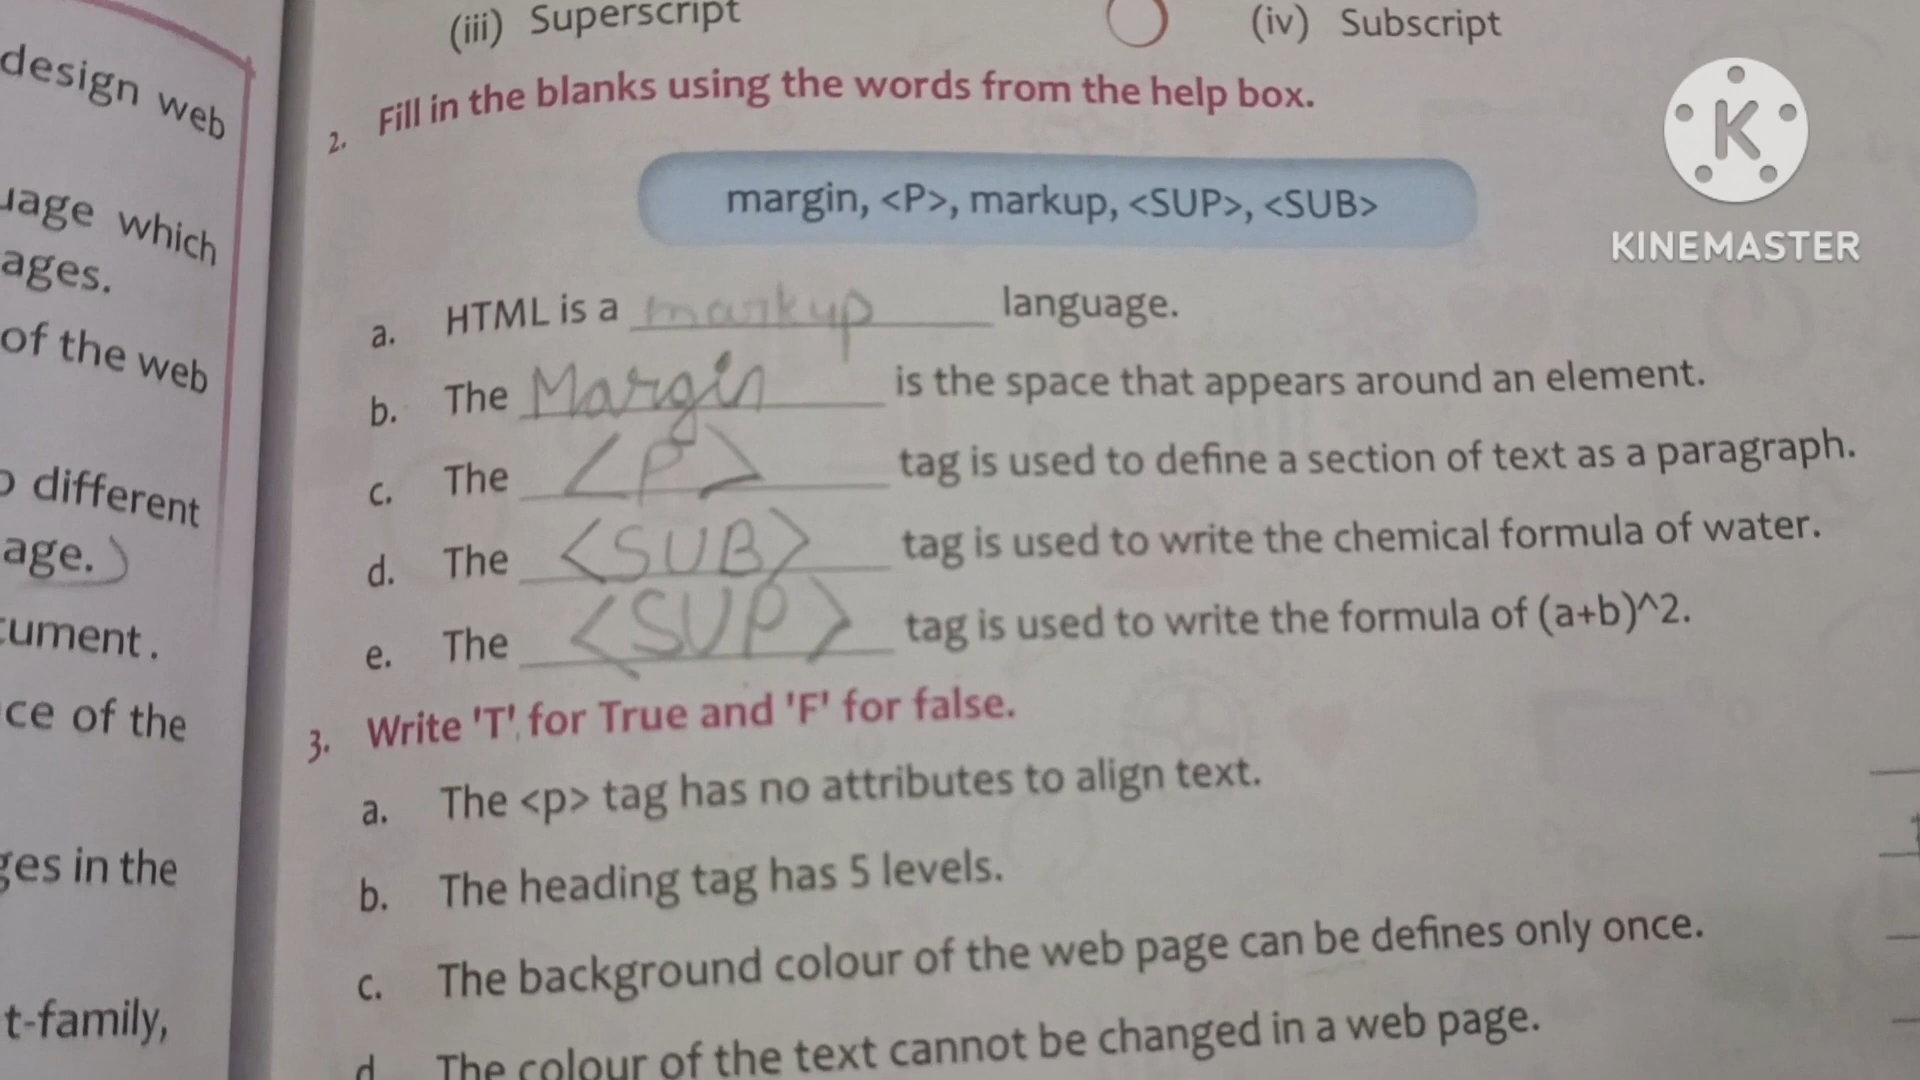 design web
uage which
ages.
of the web
different
age.)
ument.
ce of the
ges in the
t-family,
(iii) Superscript
(iv) Subscript
2. Fill in the blanks using the words from the help box.
margin, <P>, markup, <SUP>, <SUB>
a. HTML is a markup language.
b. The Margin is the space that appears around an element.
c. The <P> tag is used to define a section of text as a paragraph.
d. The <SUB> tag is used to write the chemical formula of water.
e. The <SUP> tag is used to write the formula of (a+b)^2.
3. Write 'T' for True and 'F' for false.
a. The <p> tag has no attributes to align text.
b. The heading tag has 5 levels.
c. The background colour of the web page can be defines only once.
d. The colour of the text cannot be changed in a web page.
K
KINEMASTER